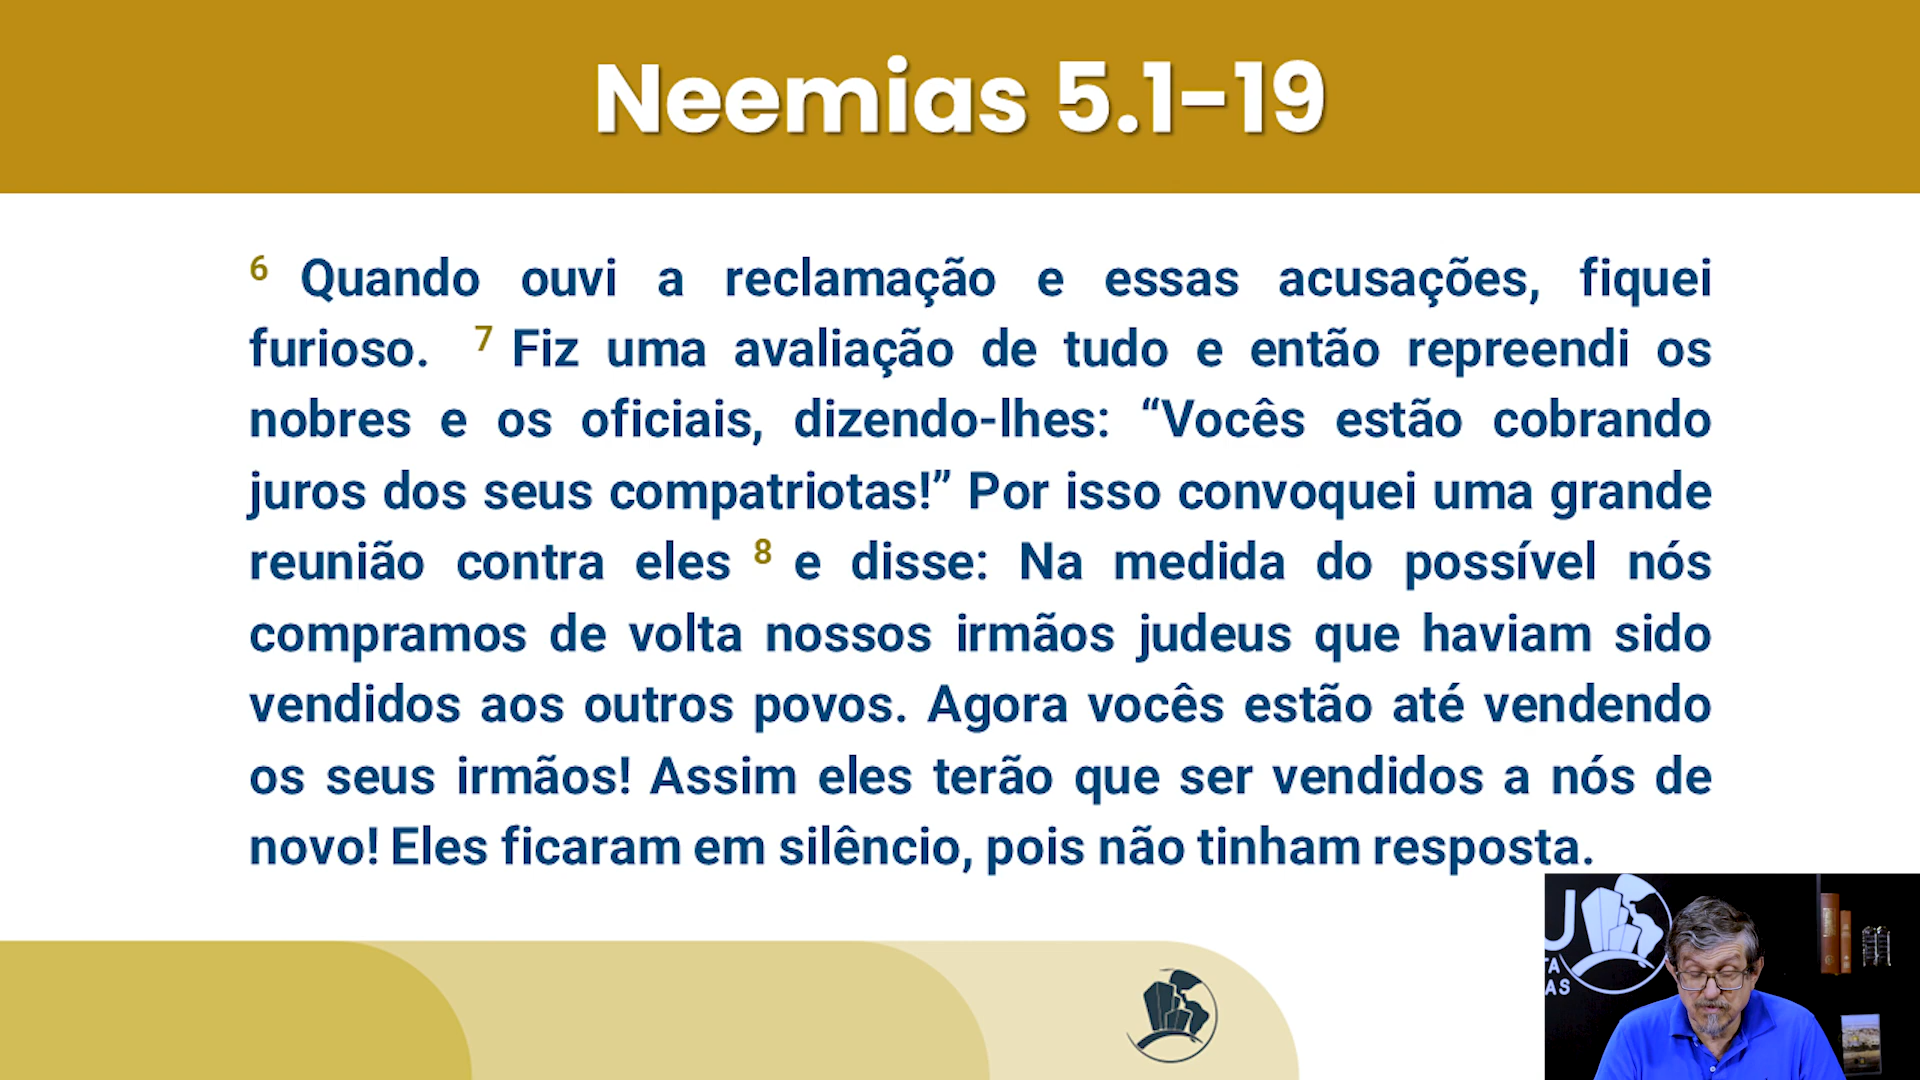 Neemias 5.1-19
6 Quando ouvi a reclamação e essas acusações, fiquei
furioso. 7 Fiz uma avaliação de tudo e então repreendi os
nobres e os oficiais, dizendo-lhes: “Vocês estão cobrando
juros dos seus compatriotas!” Por isso convoquei uma grande
reunião contra eles 8 e disse: Na medida do possível nós
compramos de volta nossos irmãos judeus que haviam sido
vendidos aos outros povos. Agora vocês estão até vendendo
os seus irmãos! Assim eles terão que ser vendidos a nós de
novo! Eles ficaram em silêncio, pois não tinham resposta.
J
TA
AS